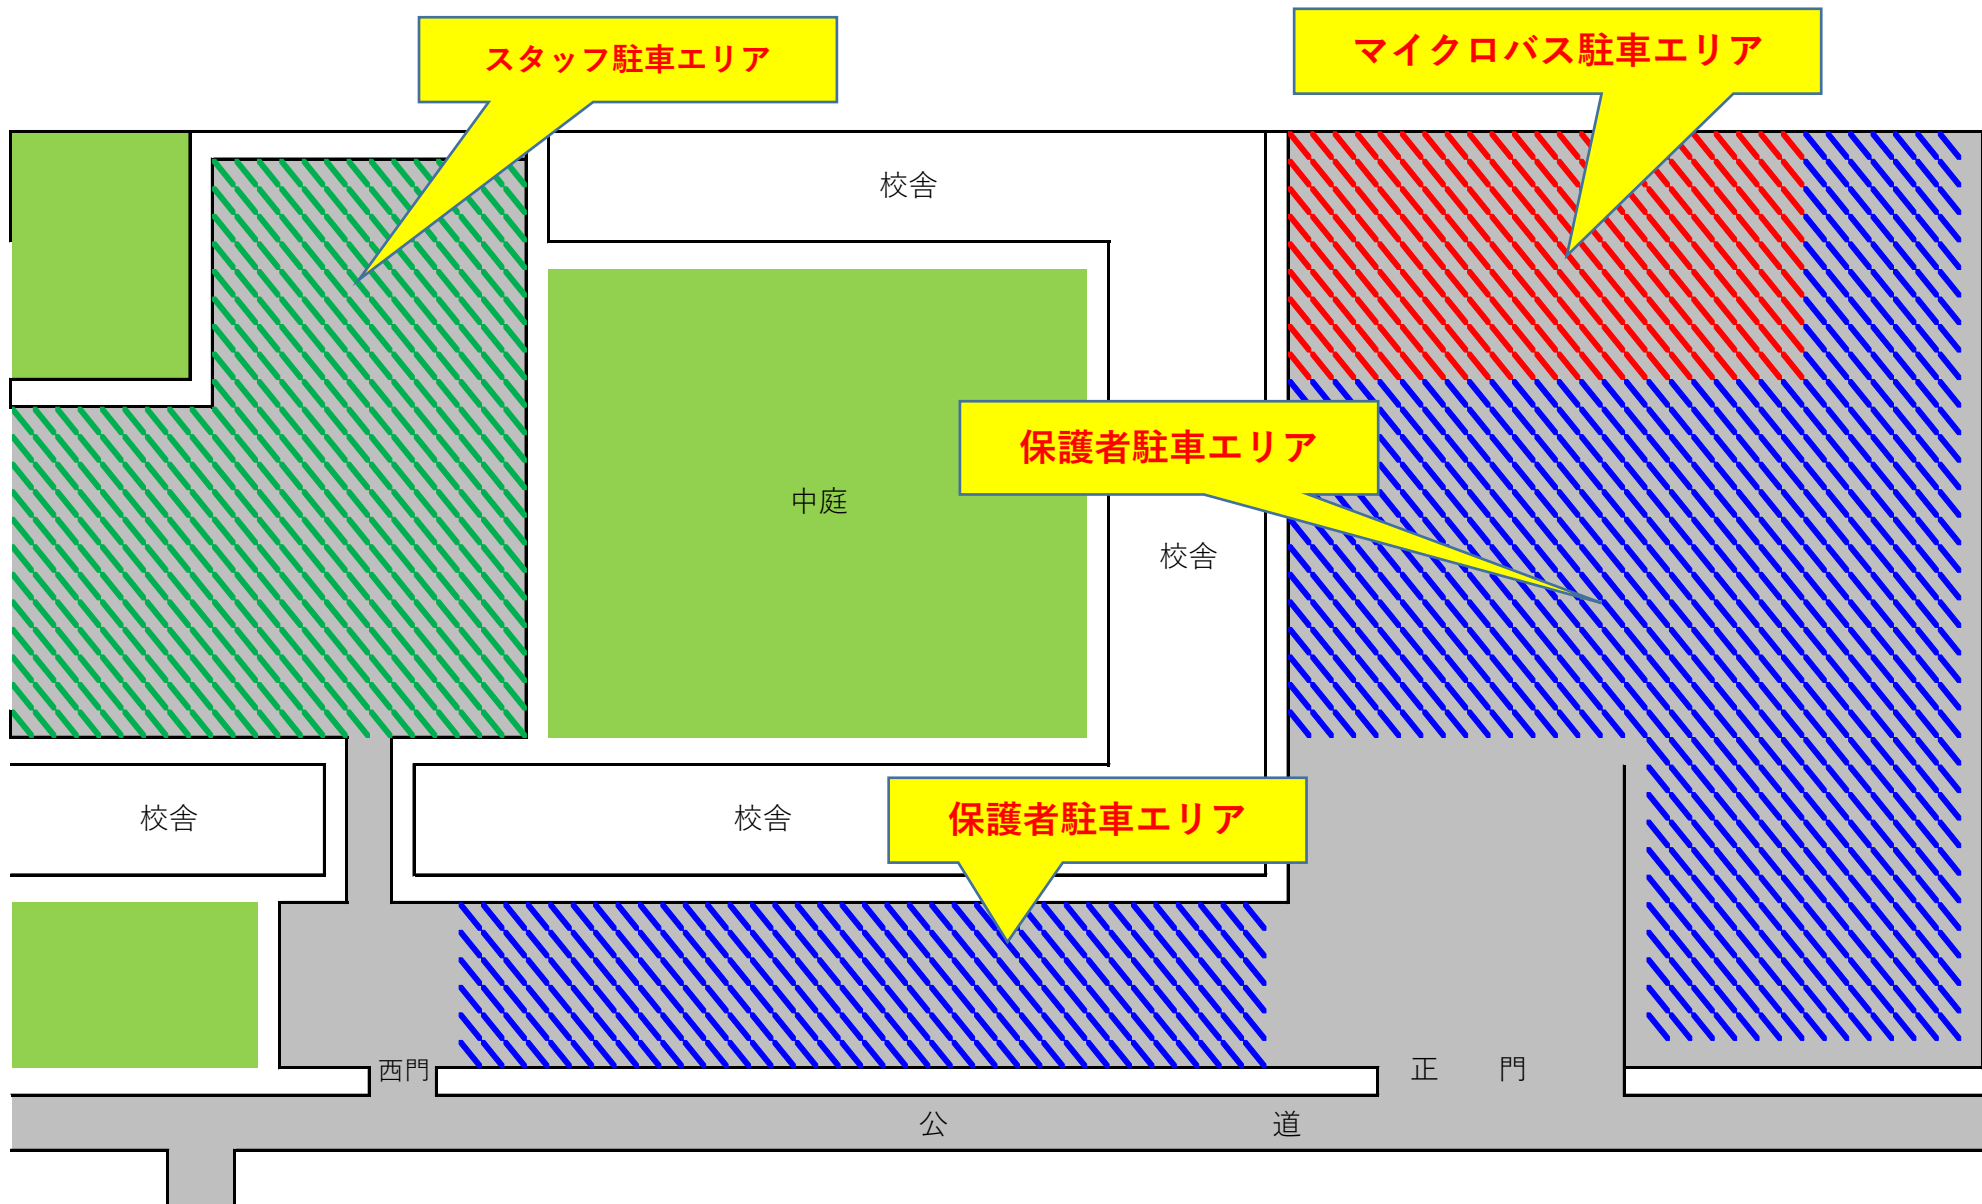 スタッフ駐車エリア
マイクロバス駐車エリア
校舎
保護者駐車エリア
中庭
校舎
校舎
校舎
保護者駐車エリア
西門
正 門
公 道